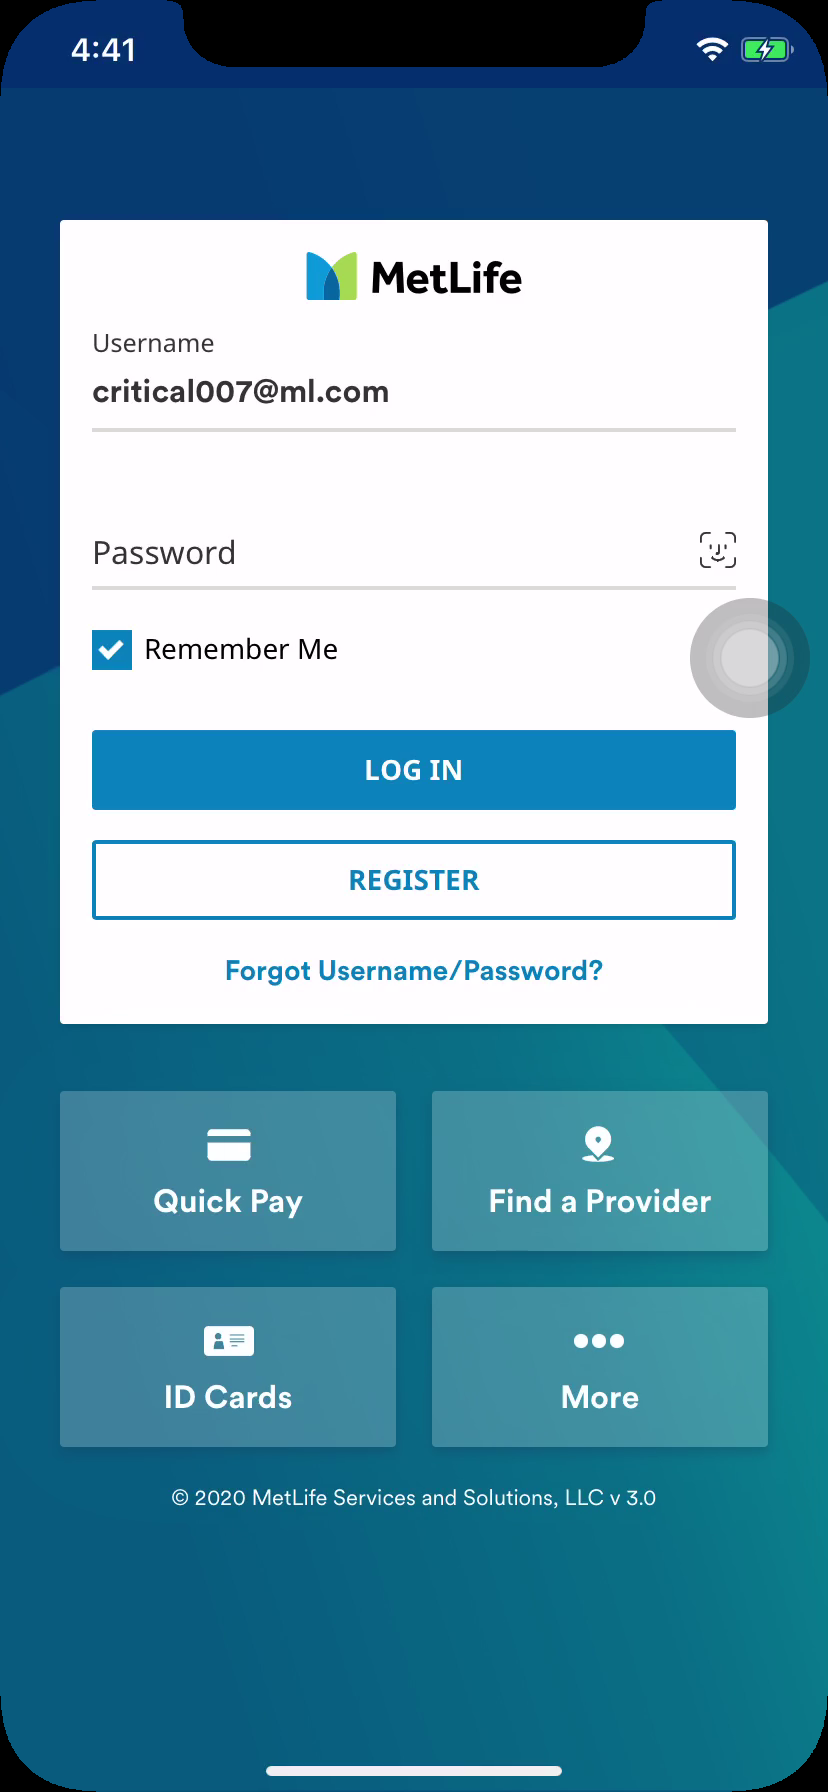 4:41
MetLife
Username
critical007@ml.com
Password
Remember Me
LOG IN
REGISTER
Forgot Username/Password?
Quick Pay
Find a Provider
ID Cards
More
© 2020 MetLife Services and Solutions, LLC v 3.0